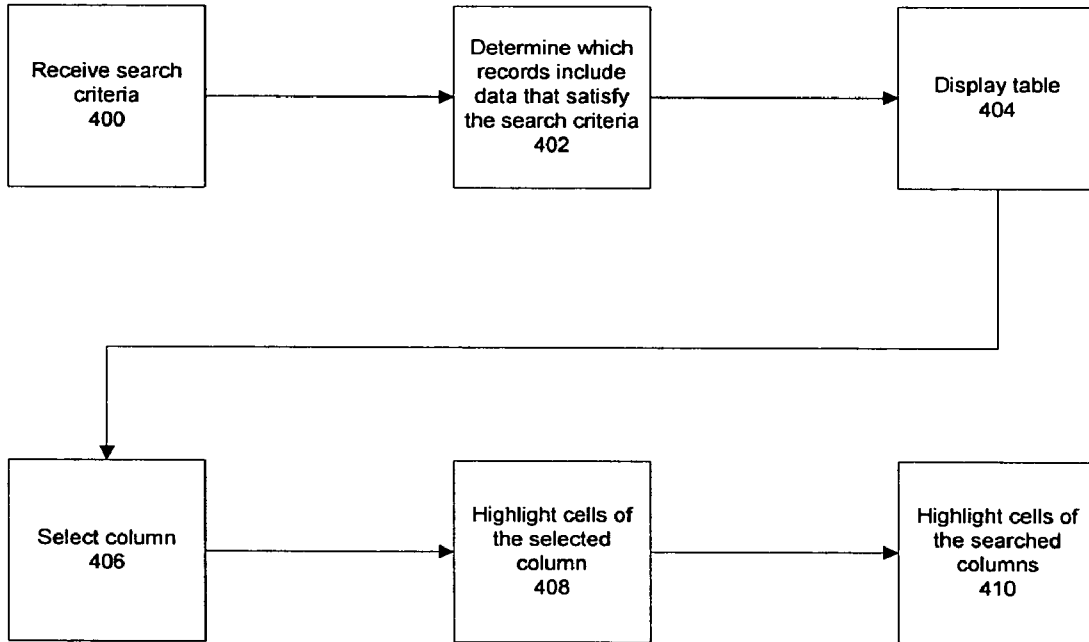 Receive search
criteria
400
Determine which
records include
data that satisfy
the search criteria
402
Display table
404
Select column
406
Highlight cells of
the selected
column
408
Highlight cells of
the searched
columns
410